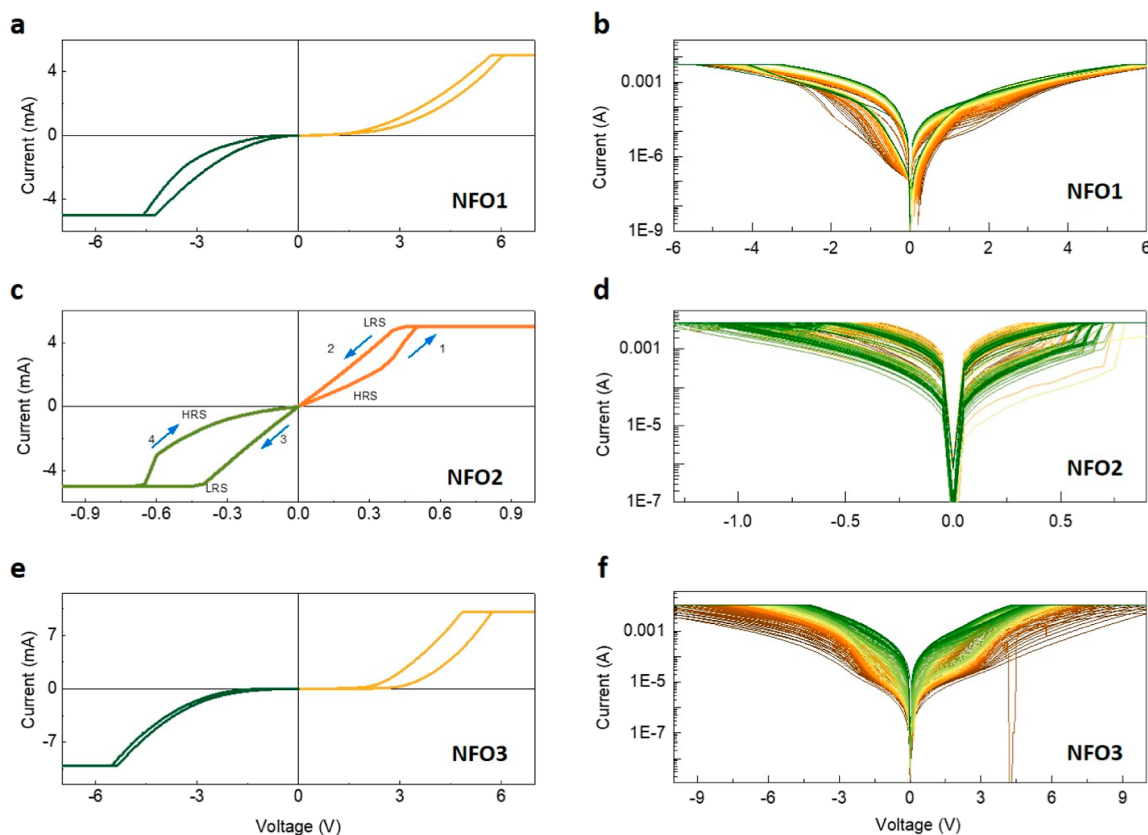 a
Current (mA)
4
0
-4
-6
-3
0
3
6
NFO1
b
Current (A)
0.001
1E-6
1E-9
-6
-4
-2
0
2
4
6
NFO1
c
Current (mA)
4
0
-4
-0.9
-0.6
-0.3
0.0
0.3
0.6
0.9
LRS
2
1
HRS
HRS
4
3
LRS
NFO2
d
Current (A)
0.001
1E-5
1E-7
-1.0
-0.5
0.0
0.5
NFO2
e
Current (mA)
7
0
-7
-6
-3
0
3
6
Voltage (V)
NFO3
f
Current (A)
0.001
1E-5
1E-7
-9
-6
-3
0
3
6
9
Voltage (V)
NFO3